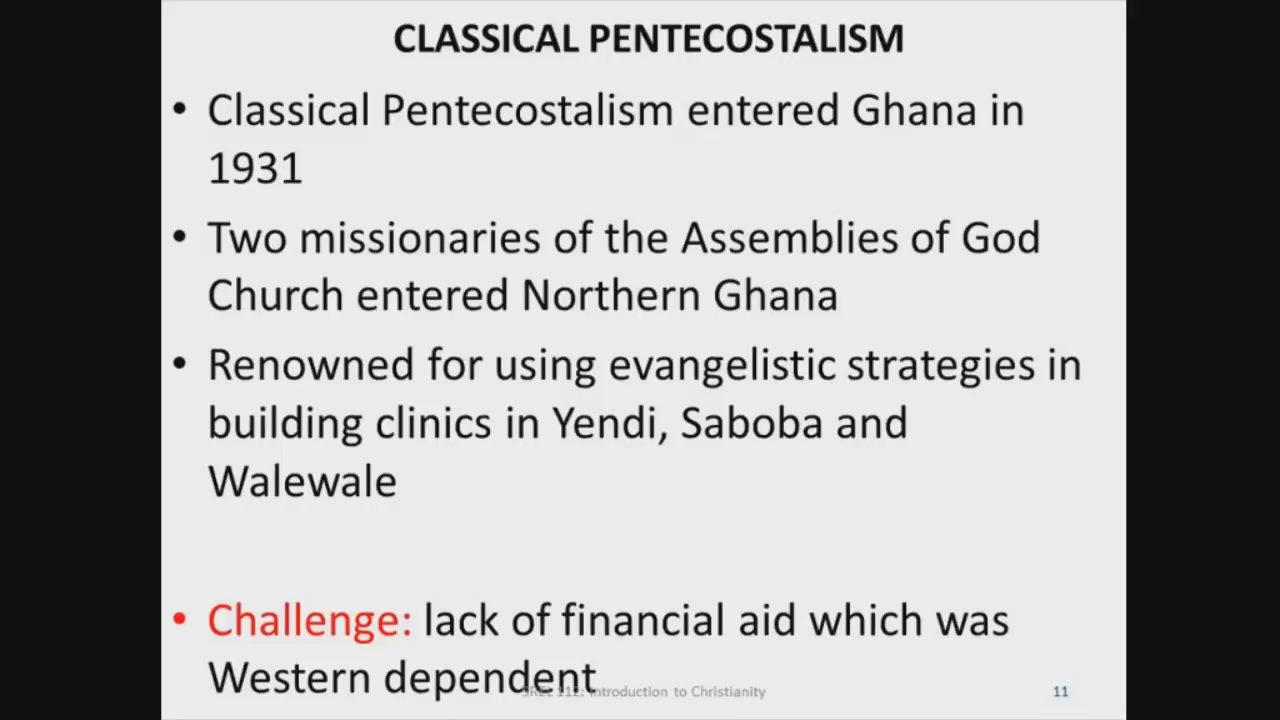 CLASSICAL PENTECOSTALISM
• Classical Pentecostalism entered Ghana in
1931
• Two missionaries of the Assemblies of God
Church entered Northern Ghana
• Renowned for using evangelistic strategies in
building clinics in Yendi, Saboba and
Walewale
• Challenge: lack of financial aid which was
Western dependent
Introduction to Christianity
11